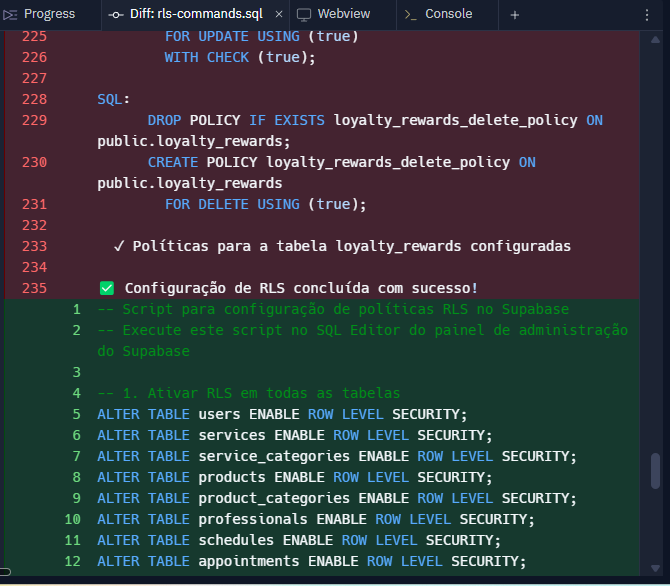 Progress Diff: rls-commands.sql × Webview Console +
225 FOR UPDATE USING (true)
226 WITH CHECK (true);
227
228 SQL:
229 DROP POLICY IF EXISTS loyalty_rewards_delete_policy ON
public.loyalty_rewards;
230 CREATE POLICY loyalty_rewards_delete_policy ON
public.loyalty_rewards
231 FOR DELETE USING (true);
232
233 ✓ Políticas para a tabela loyalty_rewards configuradas
234
235 ✅ Configuração de RLS concluída com sucesso!
1 -- Script para configuração de políticas RLS no Supabase
2 -- Execute este script no SQL Editor do painel de administração
do Supabase
3
4 -- 1. Ativar RLS em todas as tabelas
5 ALTER TABLE users ENABLE ROW LEVEL SECURITY;
6 ALTER TABLE services ENABLE ROW LEVEL SECURITY;
7 ALTER TABLE service_categories ENABLE ROW LEVEL SECURITY;
8 ALTER TABLE products ENABLE ROW LEVEL SECURITY;
9 ALTER TABLE product_categories ENABLE ROW LEVEL SECURITY;
10 ALTER TABLE professionals ENABLE ROW LEVEL SECURITY;
11 ALTER TABLE schedules ENABLE ROW LEVEL SECURITY;
12 ALTER TABLE appointments ENABLE ROW LEVEL SECURITY;